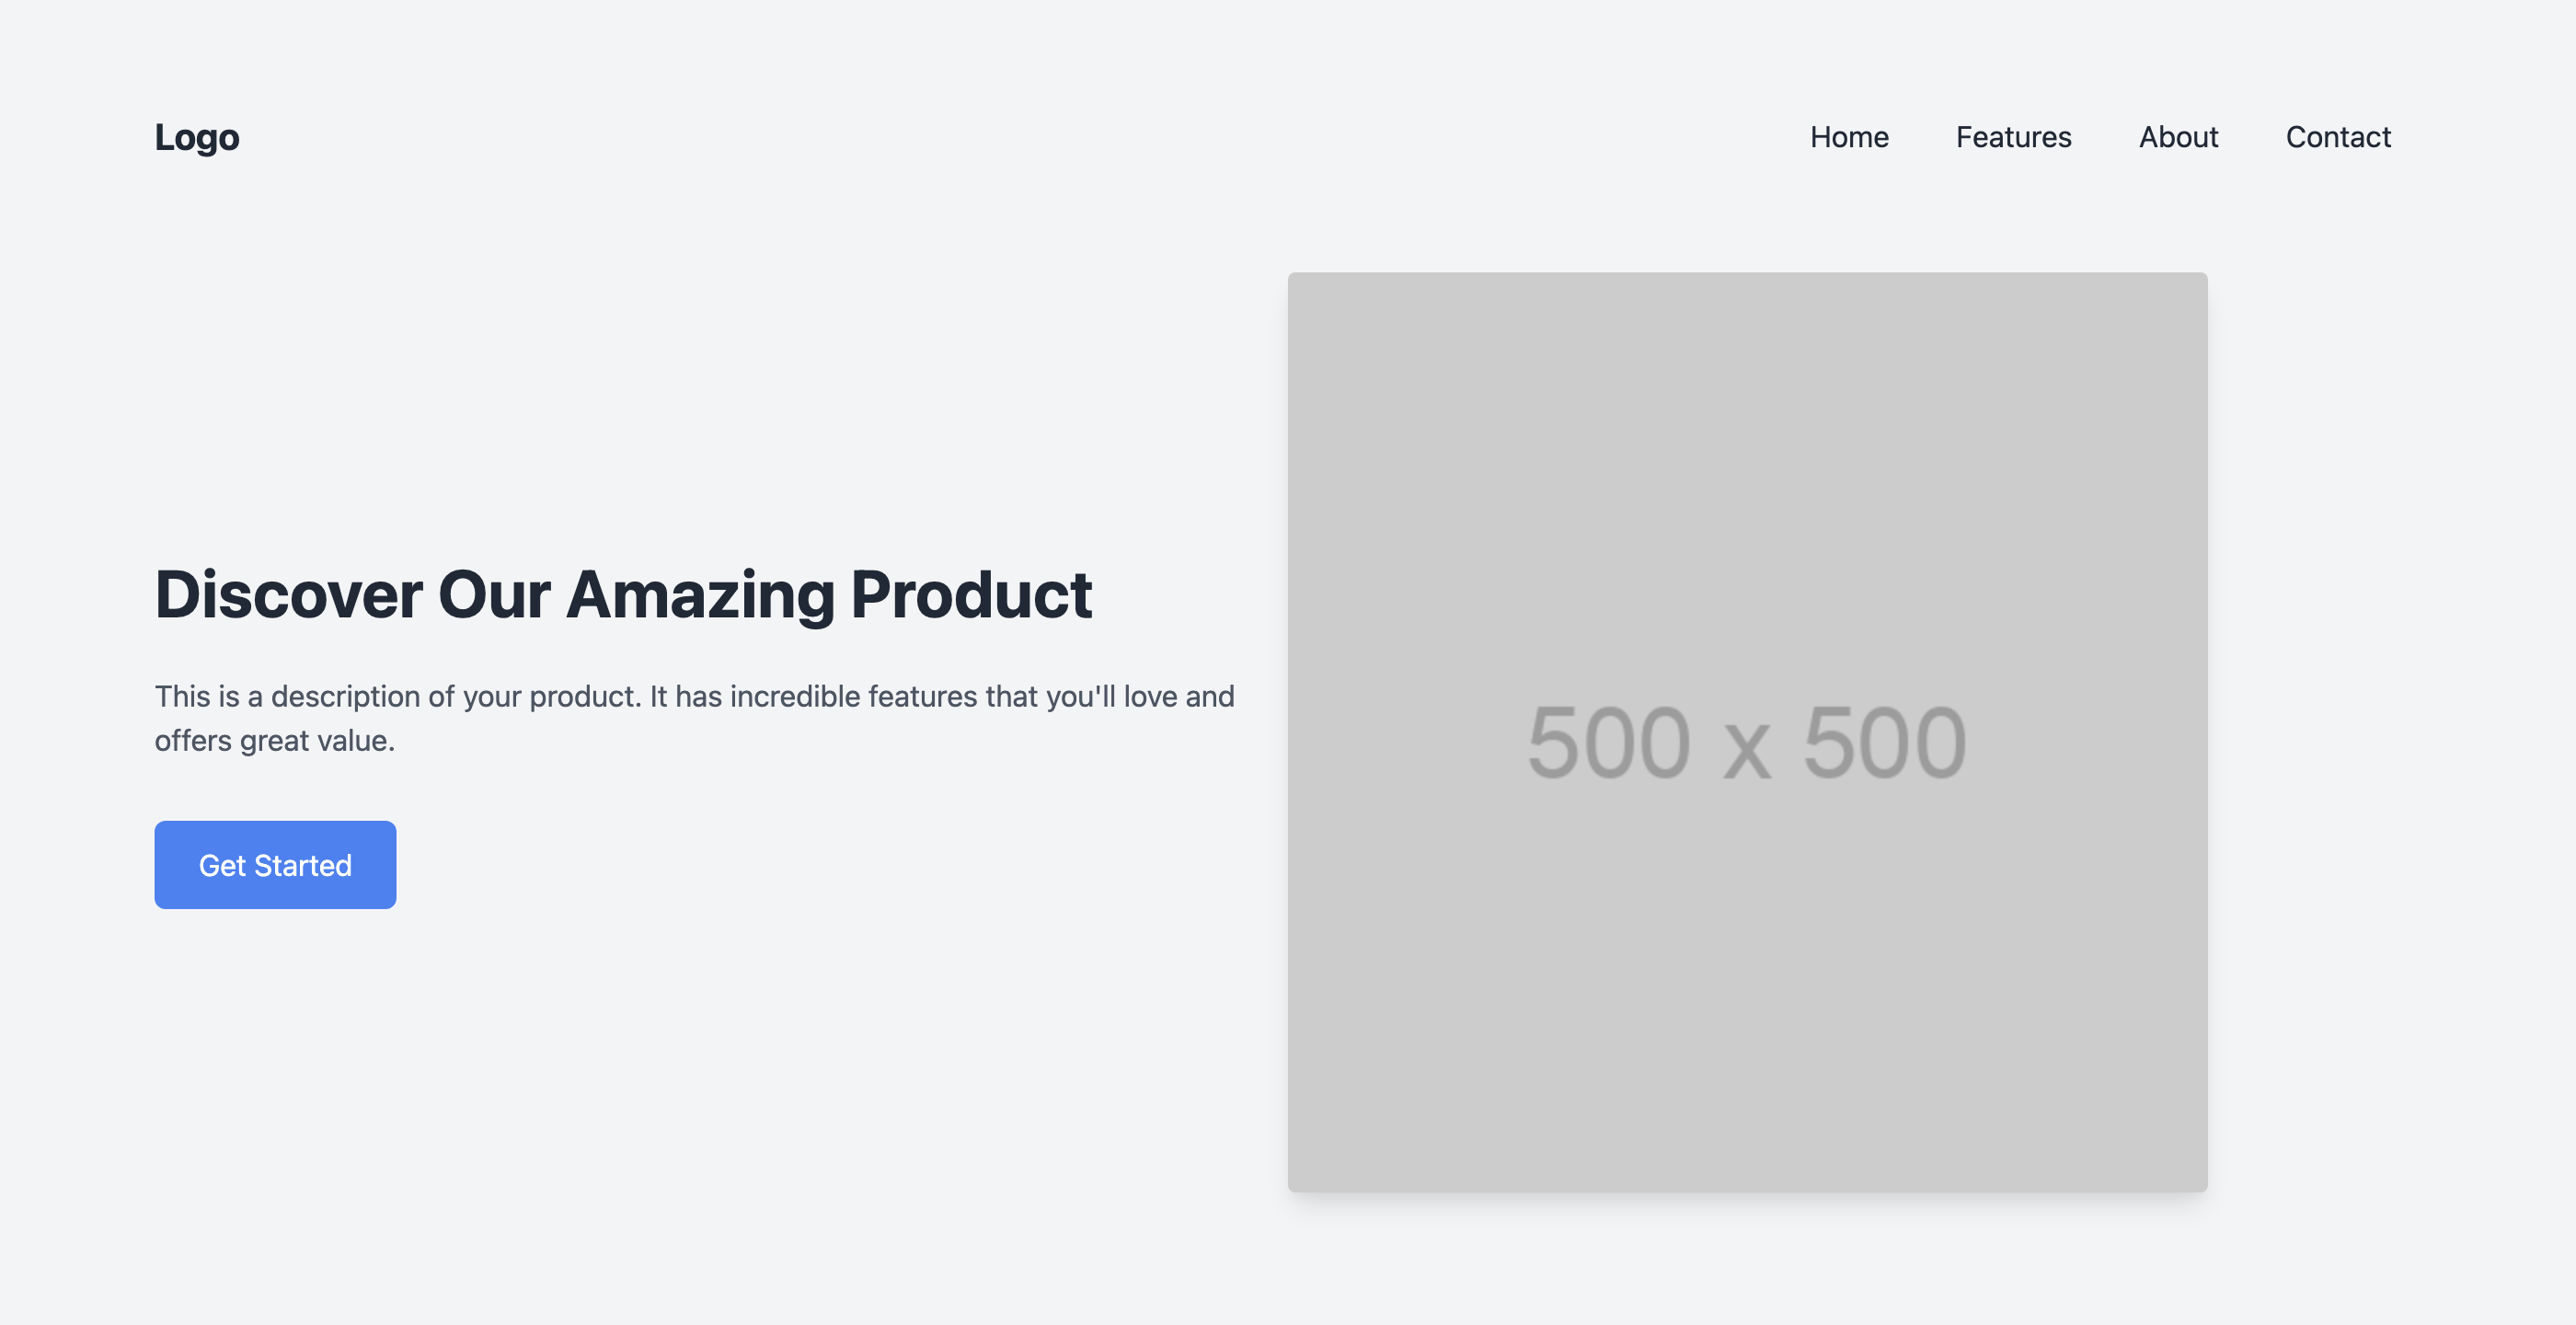 Logo
Home Features About Contact
Discover Our Amazing Product
This is a description of your product. It has incredible features that you'll love and
offers great value.
Get Started
500 x 500